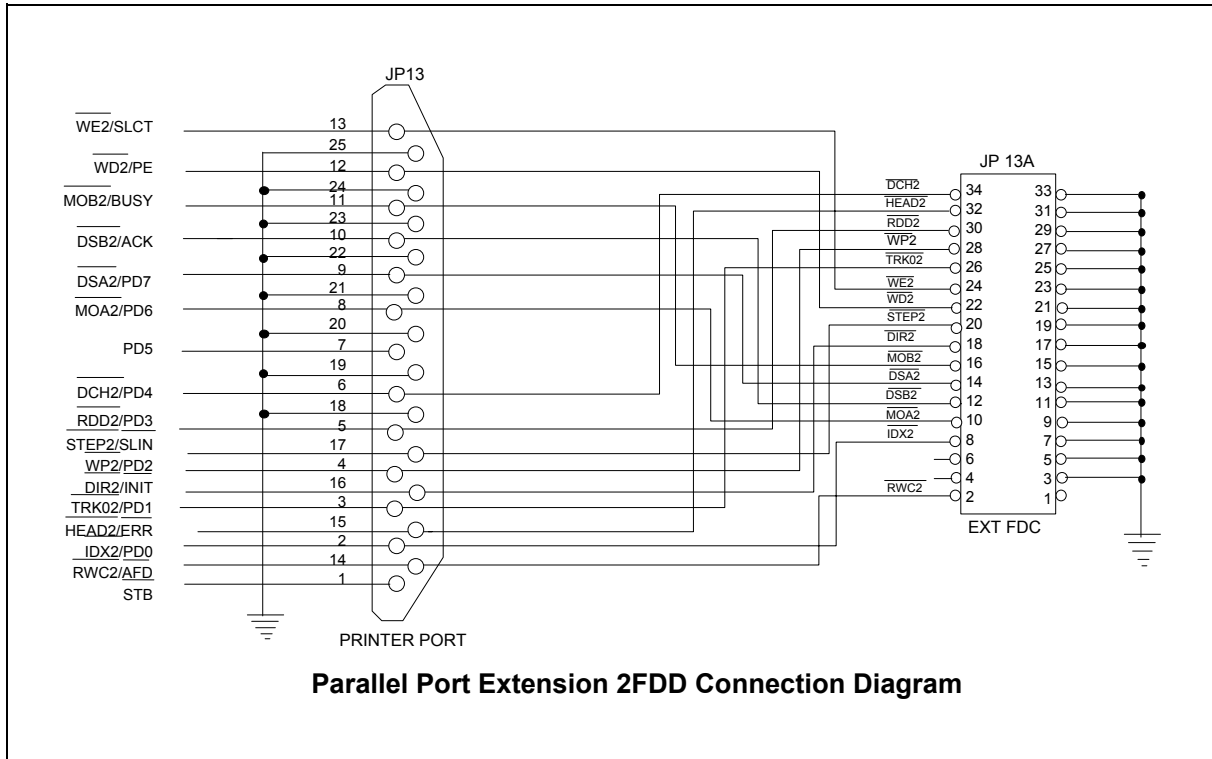 JP13
WE2/SLCT 13
25
WD2/PE 12
24
MOB2/BUSY 11
23
DSB2/ACK 10
22
DSA2/PD7 9
21
MOA2/PD6 8
20
PD5 7
19
DCH2/PD4 6
18
RDD2/PD3 5
STEP2/SLIN 17
WP2/PD2 4
DIR2/INIT 16
TRK02/PD1 3
HEAD2/ERR 15
IDX2/PD0 2
RWC2/AFD 14
STB 1
PRINTER PORT
JP 13A
DCH2 34 33
HEAD2 32 31
RDD2 30 29
WP2 28 27
TRK02 26 25
WE2 24 23
WD2 22 21
STEP2 20 19
DIR2 18 17
MOB2 16 15
DSA2 14 13
DSB2 12 11
MOA2 10 9
IDX2 8 7
6 5
4 3
RWC2 2 1
EXT FDC
Parallel Port Extension 2FDD Connection Diagram